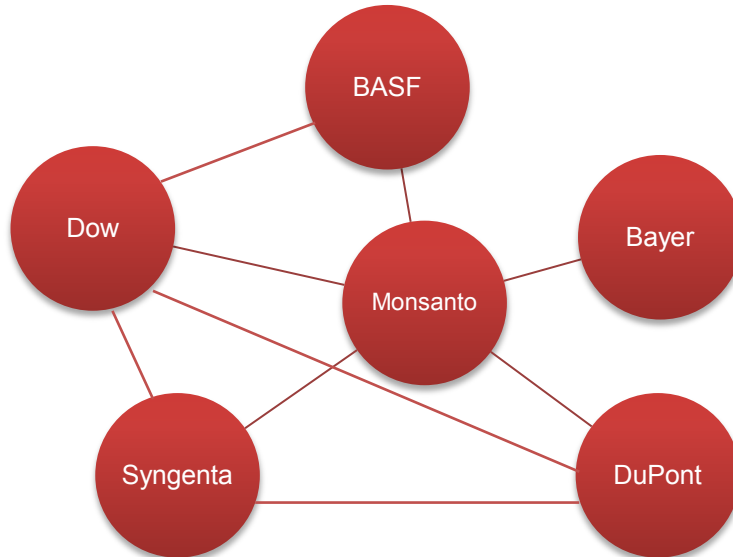 BASF
Dow
Bayer
Monsanto
Syngenta
DuPont